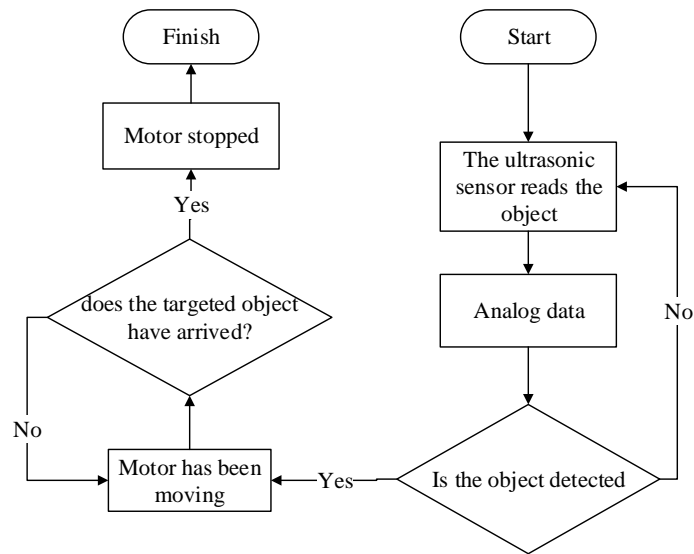 Finish
Start
Motor stopped
The ultrasonic
sensor reads the
object
Yes
does the targeted object
have arrived?
Analog data
No
No
Motor has been
moving
Yes
Is the object detected